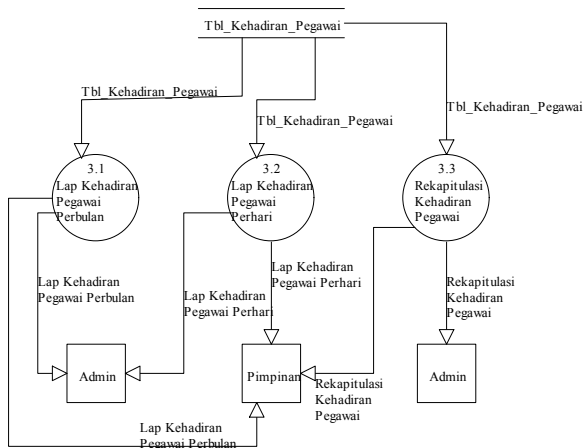 Tbl_Kehadiran_Pegawai
Tbl_Kehadiran_Pegawai
Tbl_Kehadiran_Pegawai
Tbl_Kehadiran_Pegawai
3.1
Lap Kehadiran
Pegawai
Perbulan
3.2
Lap Kehadiran
Pegawai
Perhari
3.3
Rekapitulasi
Kehadiran
Pegawai
Lap Kehadiran
Pegawai Perbulan
Lap Kehadiran
Pegawai Perhari
Lap Kehadiran
Pegawai Perhari
Rekapitulasi
Kehadiran
Pegawai
Admin
Pimpinan
Rekapitulasi
Kehadiran
Pegawai
Admin
Lap Kehadiran
Pegawai Perbulan